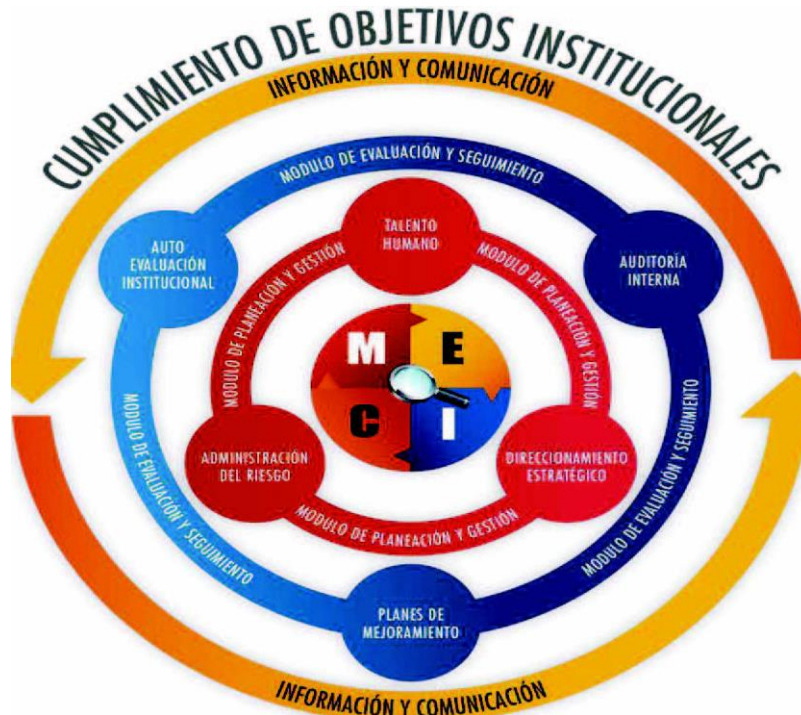 CUMPLIMIENTO DE OBJETIVOS INSTITUCIONALES
INFORMACIÓN Y COMUNICACIÓN
MODULO DE EVALUACIÓN Y SEGUIMIENTO
TALENTO
HUMANO
AUTO
EVALUACIÓN
INSTITUCIONAL
AUDITORÍA
INTERNA
MODULO DE PLANEACIÓN Y GESTIÓN
MODULO DE PLANEACIÓN Y GESTIÓN
M E
C I
ADMINISTRACIÓN
DEL RIESGO
DIRECCIONAMIENTO
ESTRATÉGICO
MODULO DE EVALUACIÓN Y SEGUIMIENTO
MODULO DE EVALUACIÓN Y SEGUIMIENTO
MODULO DE PLANEACIÓN Y GESTIÓN
PLANES DE
MEJORAMIENTO
INFORMACIÓN Y COMUNICACIÓN